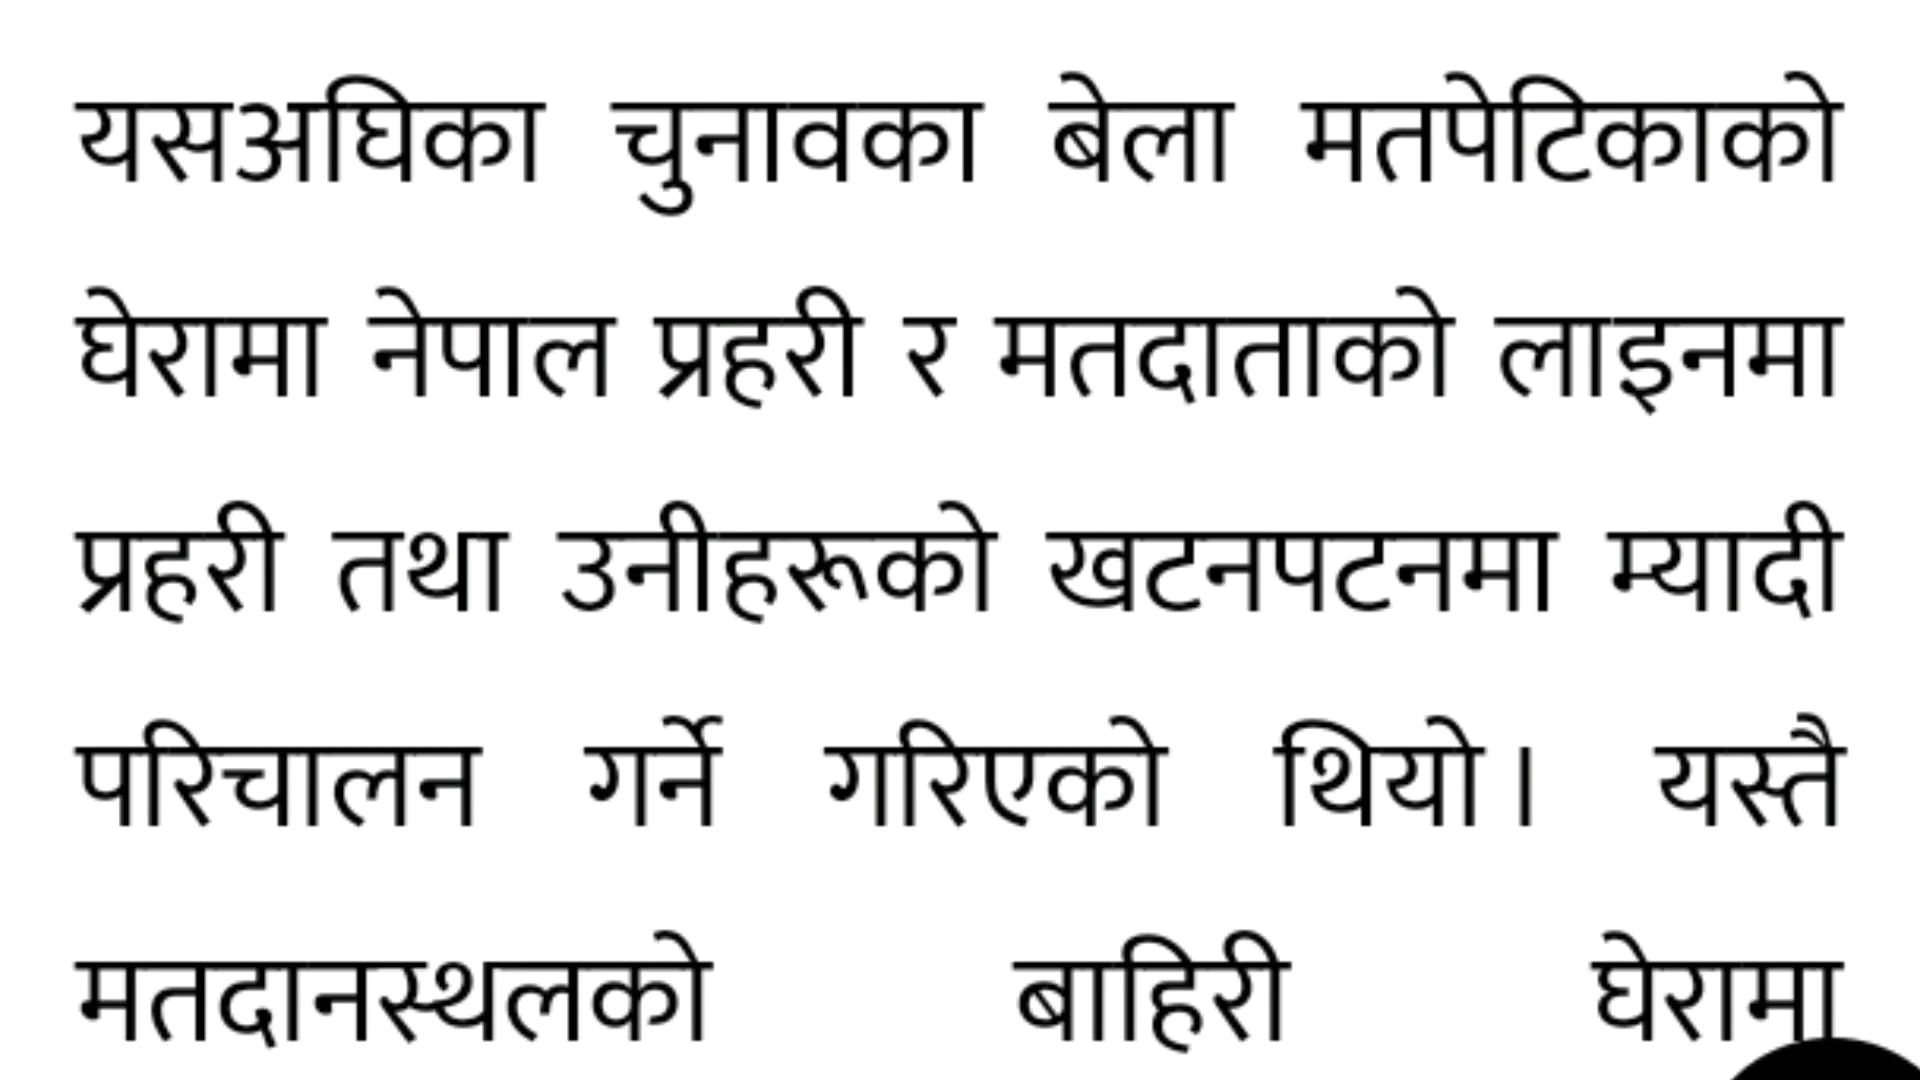 यसअघिका चुनावका बेला मतपेटिकाको
घेरामा नेपाल प्रहरी र मतदाताको लाइनमा
प्रहरी तथा उनीहरूको खटनपटनमा म्यादी
परिचालन गर्ने गरिएको थियो। यस्तै
मतदानस्थलको बाहिरी घेरामा